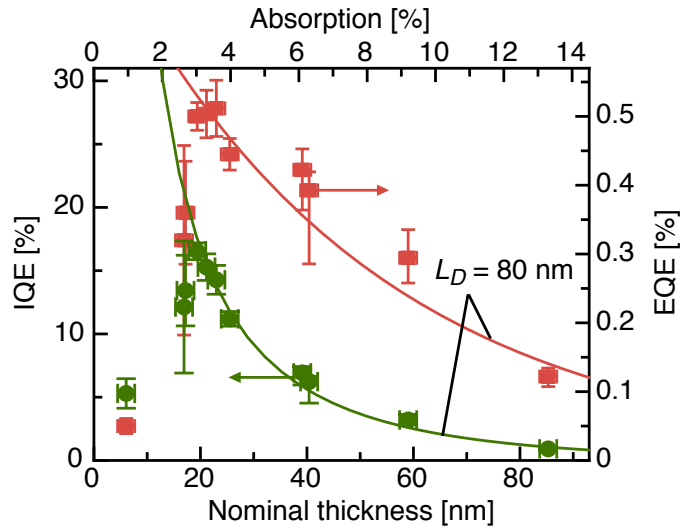 Absorption [%]
0 2 4 6 8 10 12 14
30
20
10
0
IQE [%]
0.5
0.4
0.3
0.2
0.1
0
EQE [%]
L_D = 80 nm
0 20 40 60 80
Nominal thickness [nm]